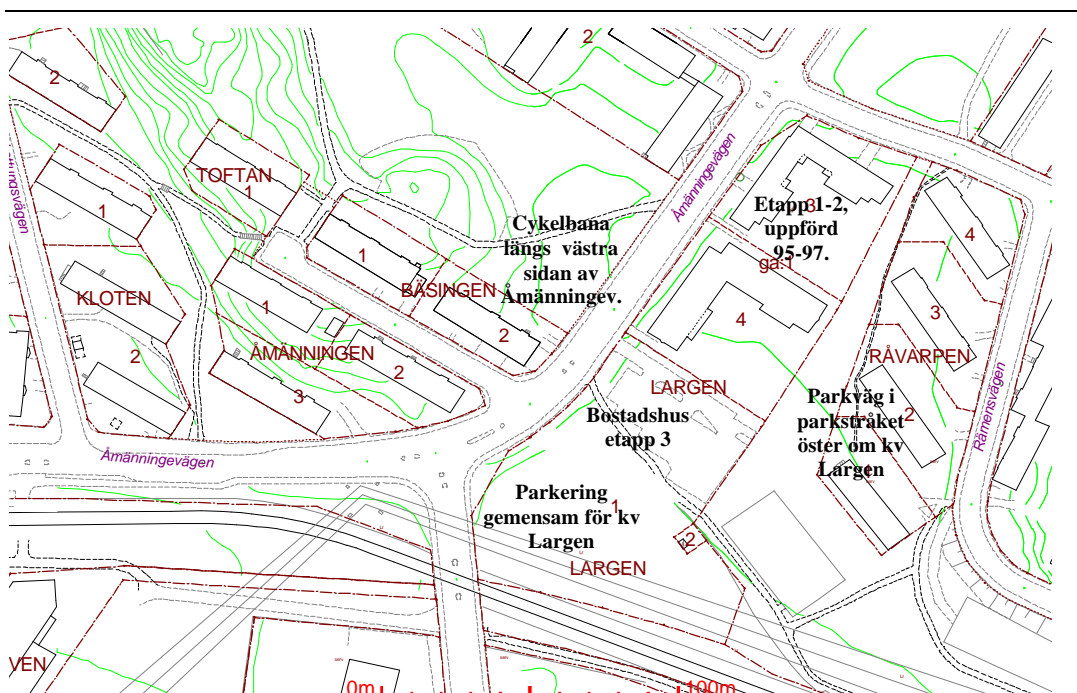 2
2
Åmänningevägen
TOFTAN
1
1
3
Etapp 1-2,
uppförd
95-97.
ga:1
4
Cykelbana
längs västra
sidan av
Åmänningev.
1
BÅSINGEN
2
KLOTEN
2
1
ÅMÄNNINGEN
2
3
4
3
RÅVARPEN
2
1
Rämensvägen
LARGEN
Bostadshus
etapp 3
Parkväg i
parkstråket
öster om kv
Largen
Åmänningevägen
Parkering
gemensam för kv
Largen
1
2
LARGEN
VEN
0m
100m